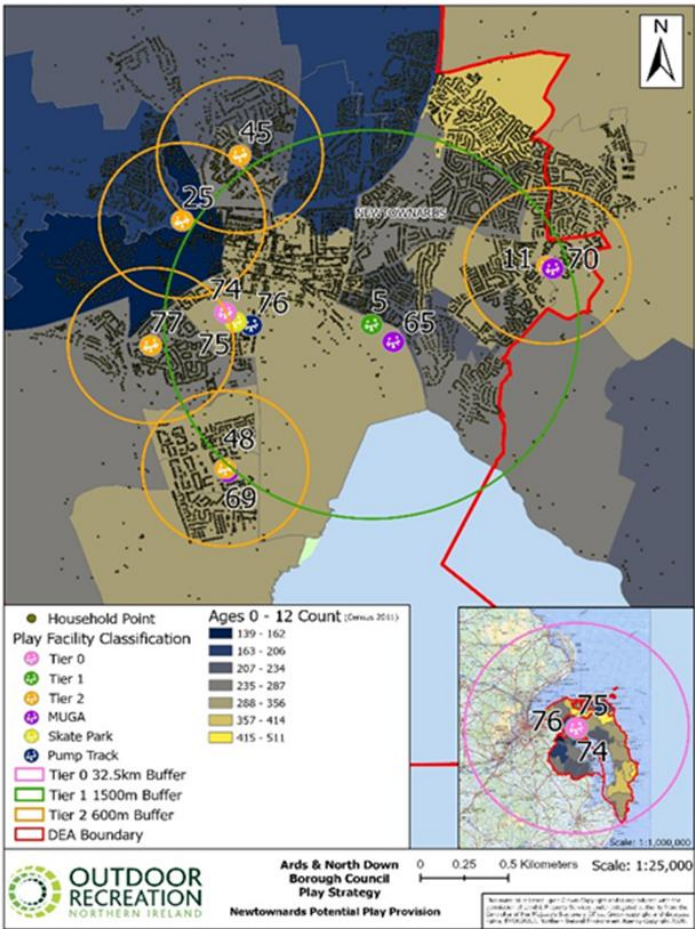 N
45
25
NEWTOWNARDS
11 70
74
76
5
65
77
75
48
69
Household Point
Play Facility Classification
Tier 0
Tier 1
Tier 2
MUGA
Skate Park
Pump Track
Tier 0 32.5km Buffer
Tier 1 1500m Buffer
Tier 2 600m Buffer
DEA Boundary
Ages 0 - 12 Count (Census 2011)
139 - 162
163 - 206
207 - 234
235 - 287
288 - 356
357 - 414
415 - 511
75
76
74
Scale: 1:1,000,000
OUTDOOR
RECREATION
NORTHERN IRELAND
Ards & North Down
Borough Council
Play Strategy
Newtownards Potential Play Provision
0 0.25 0.5 Kilometers
Scale: 1:25,000